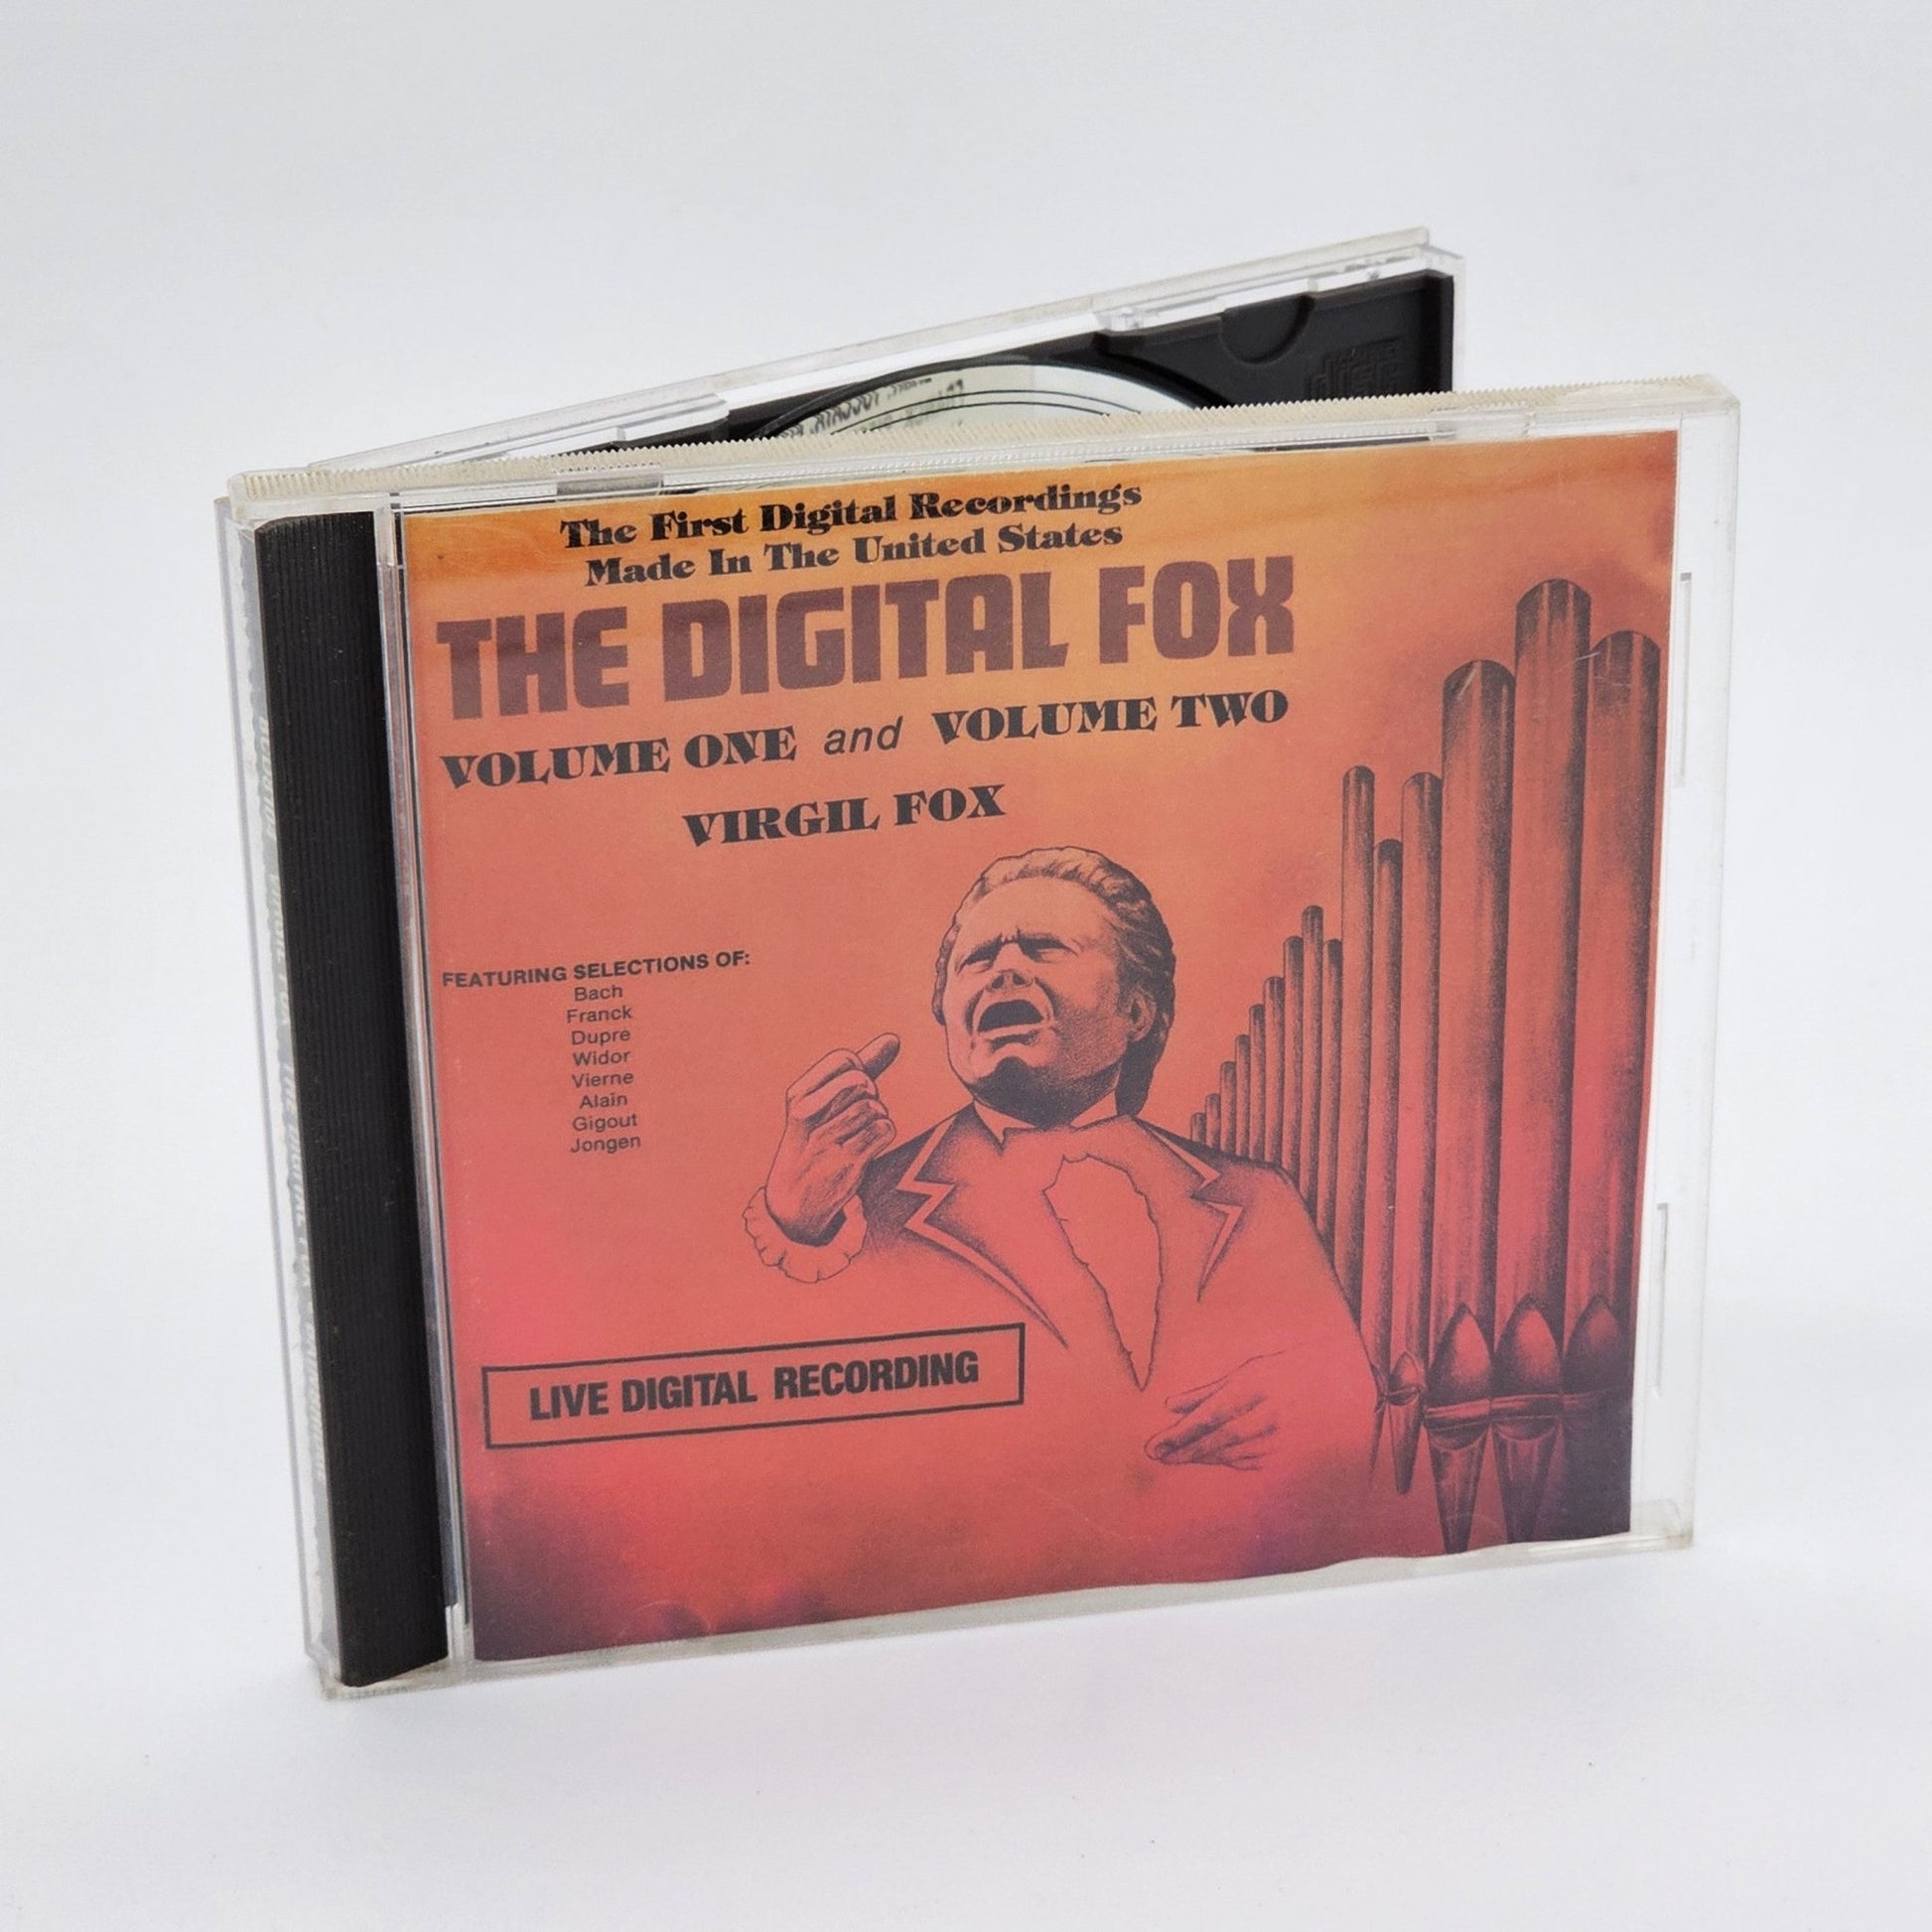 The First Digital Recordings
Made In The United States
THE DIGITAL FOX
VOLUME ONE and VOLUME TWO
VIRGIL FOX
FEATURING SELECTIONS OF:
Bach
Franck
Dupre
Widor
Vierne
Alain
Gigout
Jongen
LIVE DIGITAL RECORDING
disc